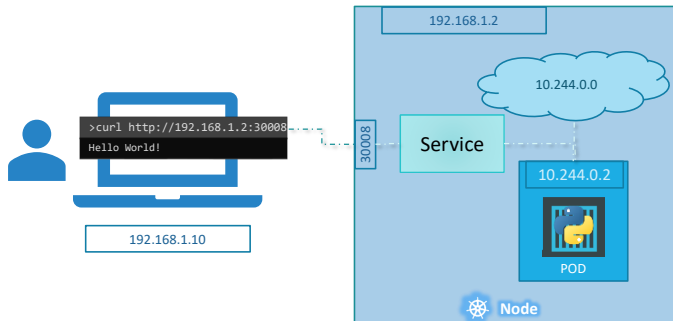 192.168.1.2
10.244.0.0
>curl http://192.168.1.2:30008
Hello World!
30008
Service
10.244.0.2
POD
192.168.1.10
Node